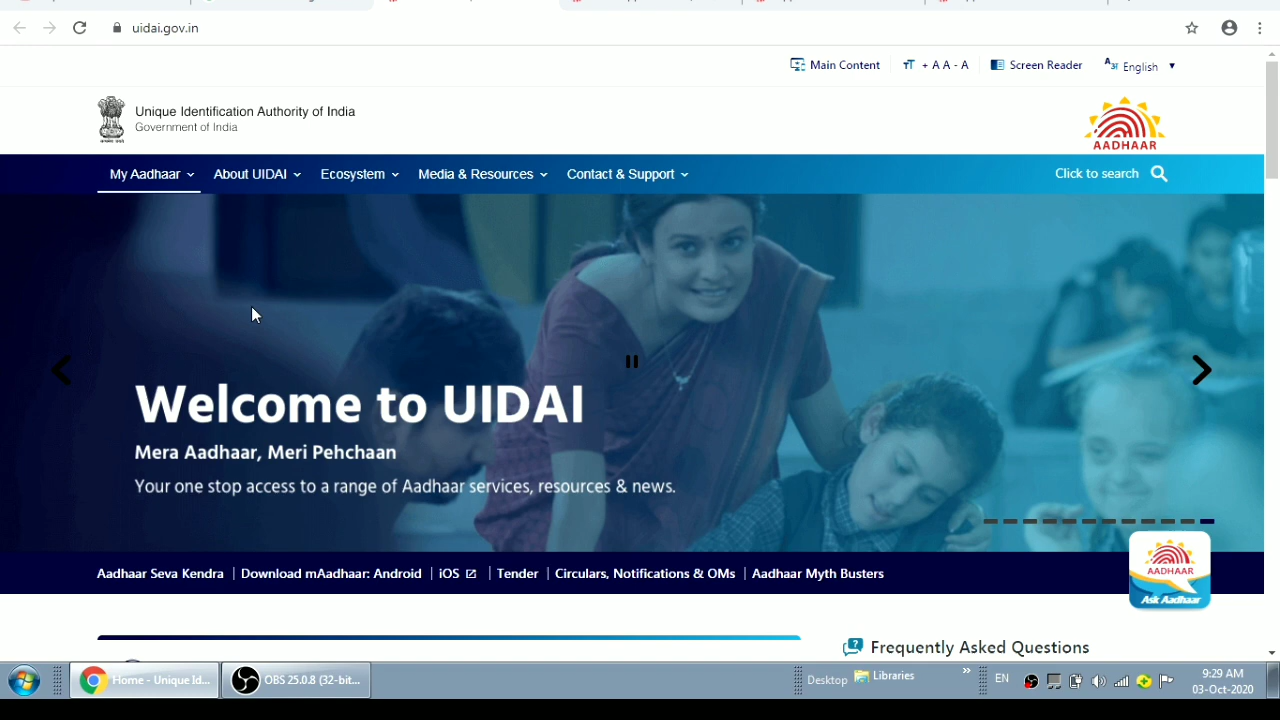 uidai.gov.in
Main Content
+ A A - A
Screen Reader
English
Unique Identification Authority of India
Government of India
AADHAAR
My Aadhaar
About UIDAI
Ecosystem
Media & Resources
Contact & Support
Click to search
Welcome to UIDAI
Mera Aadhaar, Meri Pehchaan
Your one stop access to a range of Aadhaar services, resources & news.
Aadhaar Seva Kendra | Download mAadhaar: Android | iOS | Tender | Circulars, Notifications & OMs | Aadhaar Myth Busters
AADHAAR
Ask Aadhaar
Frequently Asked Questions
Home - Unique Id...
OBS 25.0.8 (32-bit...
Desktop
Libraries
EN
9:29 AM
03-Oct-2020